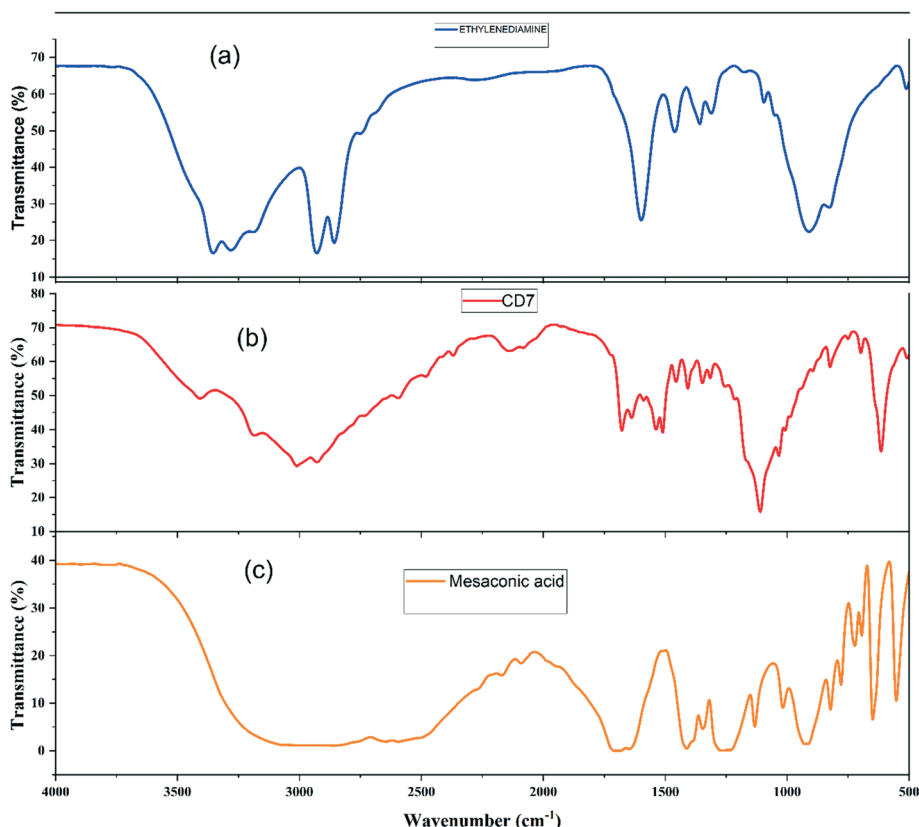 (a)
ETHYLENEDIAMINE
Transmittance (%)
70
60
50
40
30
20
10
(b)
CD7
Transmittance (%)
80
70
60
50
40
30
20
10
(c)
Mesaconic acid
Transmittance (%)
40
30
20
10
0
4000 3500 3000 2500 2000 1500 1000 500
Wavenumber (cm⁻¹)